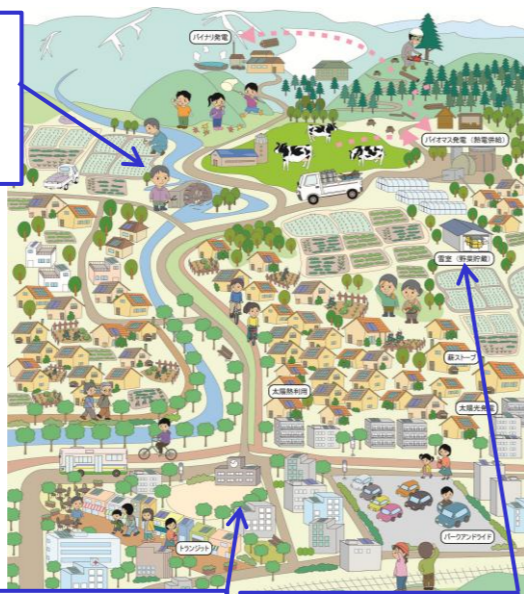 バイナリ発電
バイオマス発電(熱電供給)
雪室(野菜貯蔵)
薪ストーブ
太陽熱利用
太陽光発電
トランジット
パークアンドライド